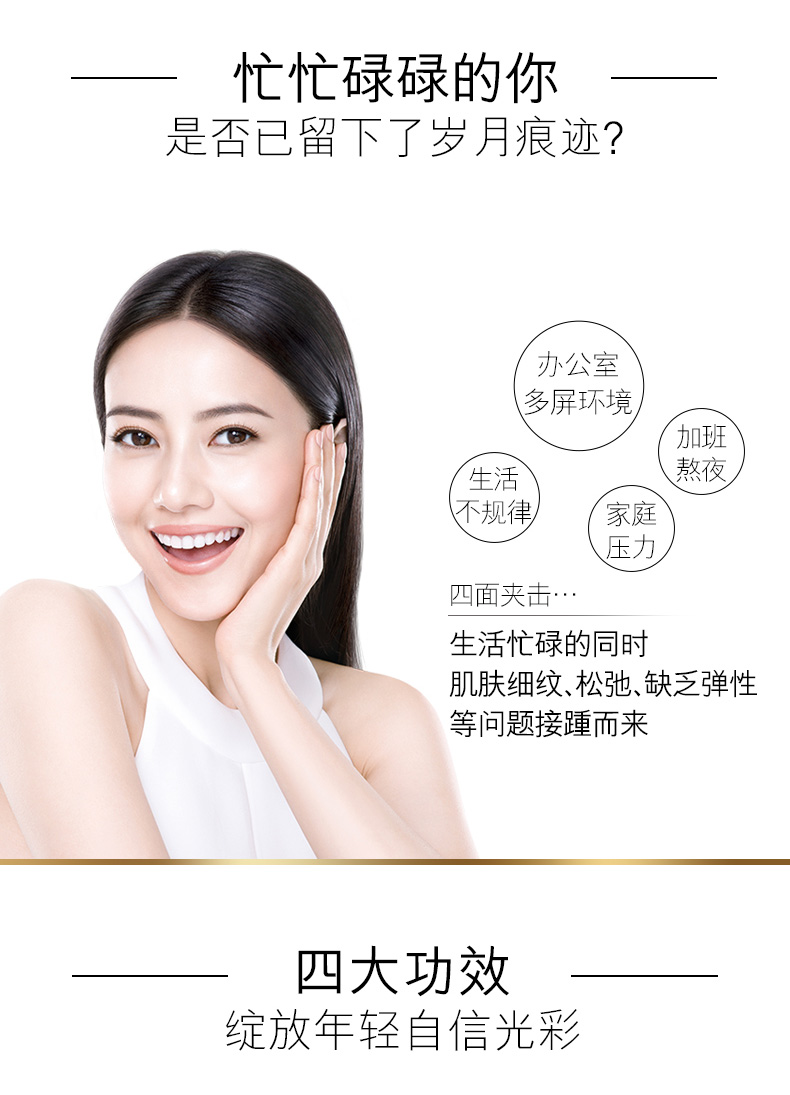 忙忙碌碌的你
是否已留下了岁月痕迹?
办公室
多屏环境
加班
熬夜
生活
不规律
家庭
压力
四面夹击…
生活忙碌的同时
肌肤细纹、松弛、缺乏弹性
等问题接踵而来
四大功效
绽放年轻自信光彩